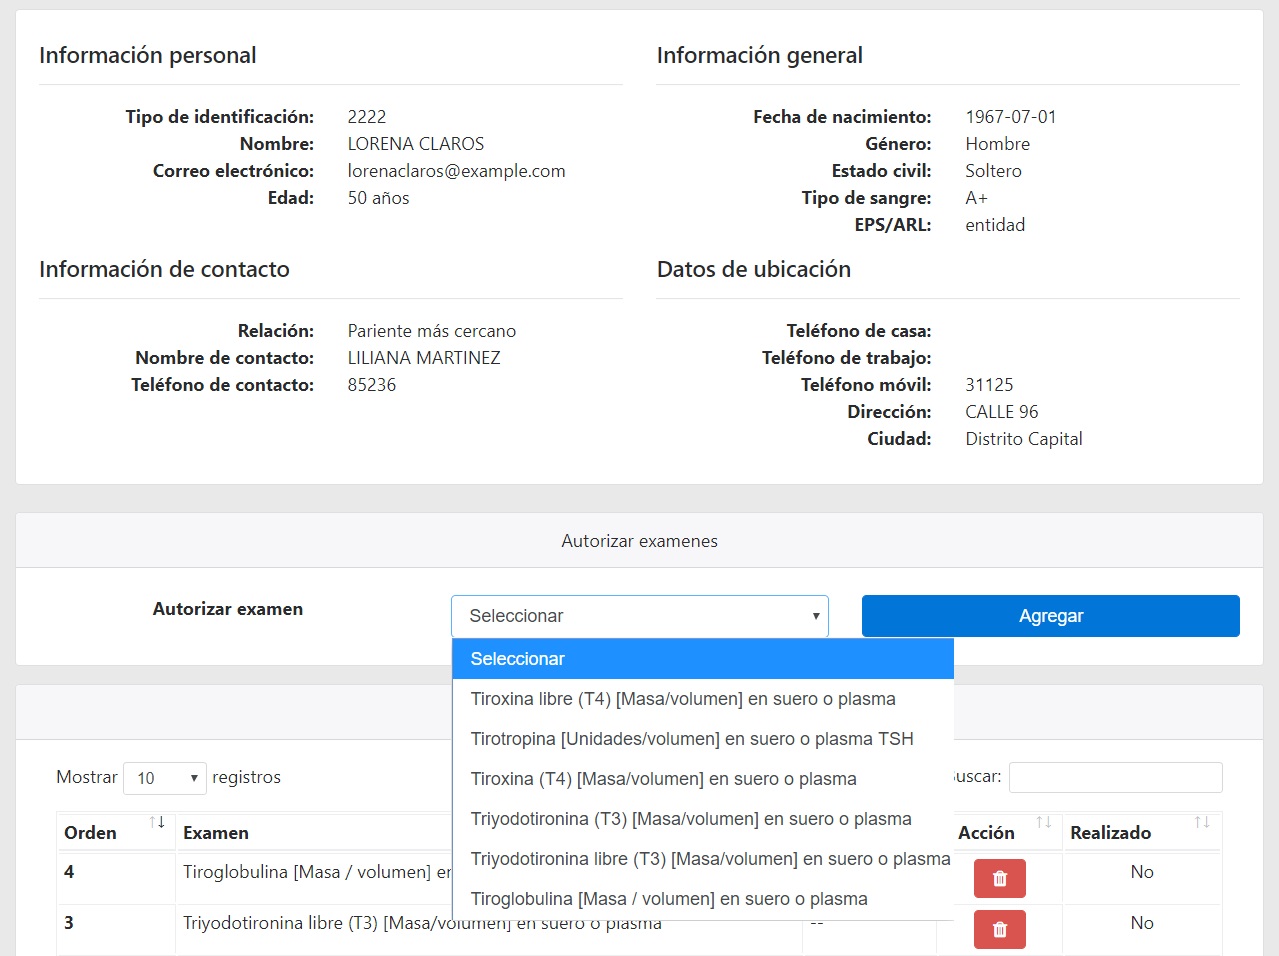 Información personal
Tipo de identificación: 2222
Nombre: LORENA CLAROS
Correo electrónico: lorenaclaros@example.com
Edad: 50 años
Información general
Fecha de nacimiento: 1967-07-01
Género: Hombre
Estado civil: Soltero
Tipo de sangre: A+
EPS/ARL: entidad
Información de contacto
Relación: Pariente más cercano
Nombre de contacto: LILIANA MARTINEZ
Teléfono de contacto: 85236
Datos de ubicación
Teléfono de casa:
Teléfono de trabajo:
Teléfono móvil: 31125
Dirección: CALLE 96
Ciudad: Distrito Capital
Autorizar examenes
Autorizar examen Seleccionar Agregar
Seleccionar
Tiroxina libre (T4) [Masa/volumen] en suero o plasma
Tirotropina [Unidades/volumen] en suero o plasma TSH
Tiroxina (T4) [Masa/volumen] en suero o plasma
Triyodotironina (T3) [Masa/volumen] en suero o plasma
Triyodotironina libre (T3) [Masa/volumen] en suero o plasma
Tiroglobulina [Masa / volumen] en suero o plasma
Mostrar 10 registros uscar:
Orden Examen Acción Realizado
4 Tiroglobulina [Masa / volumen] No
3 Triyodotironina libre (T3) [Masa/volumen] en suero o plasma -- No